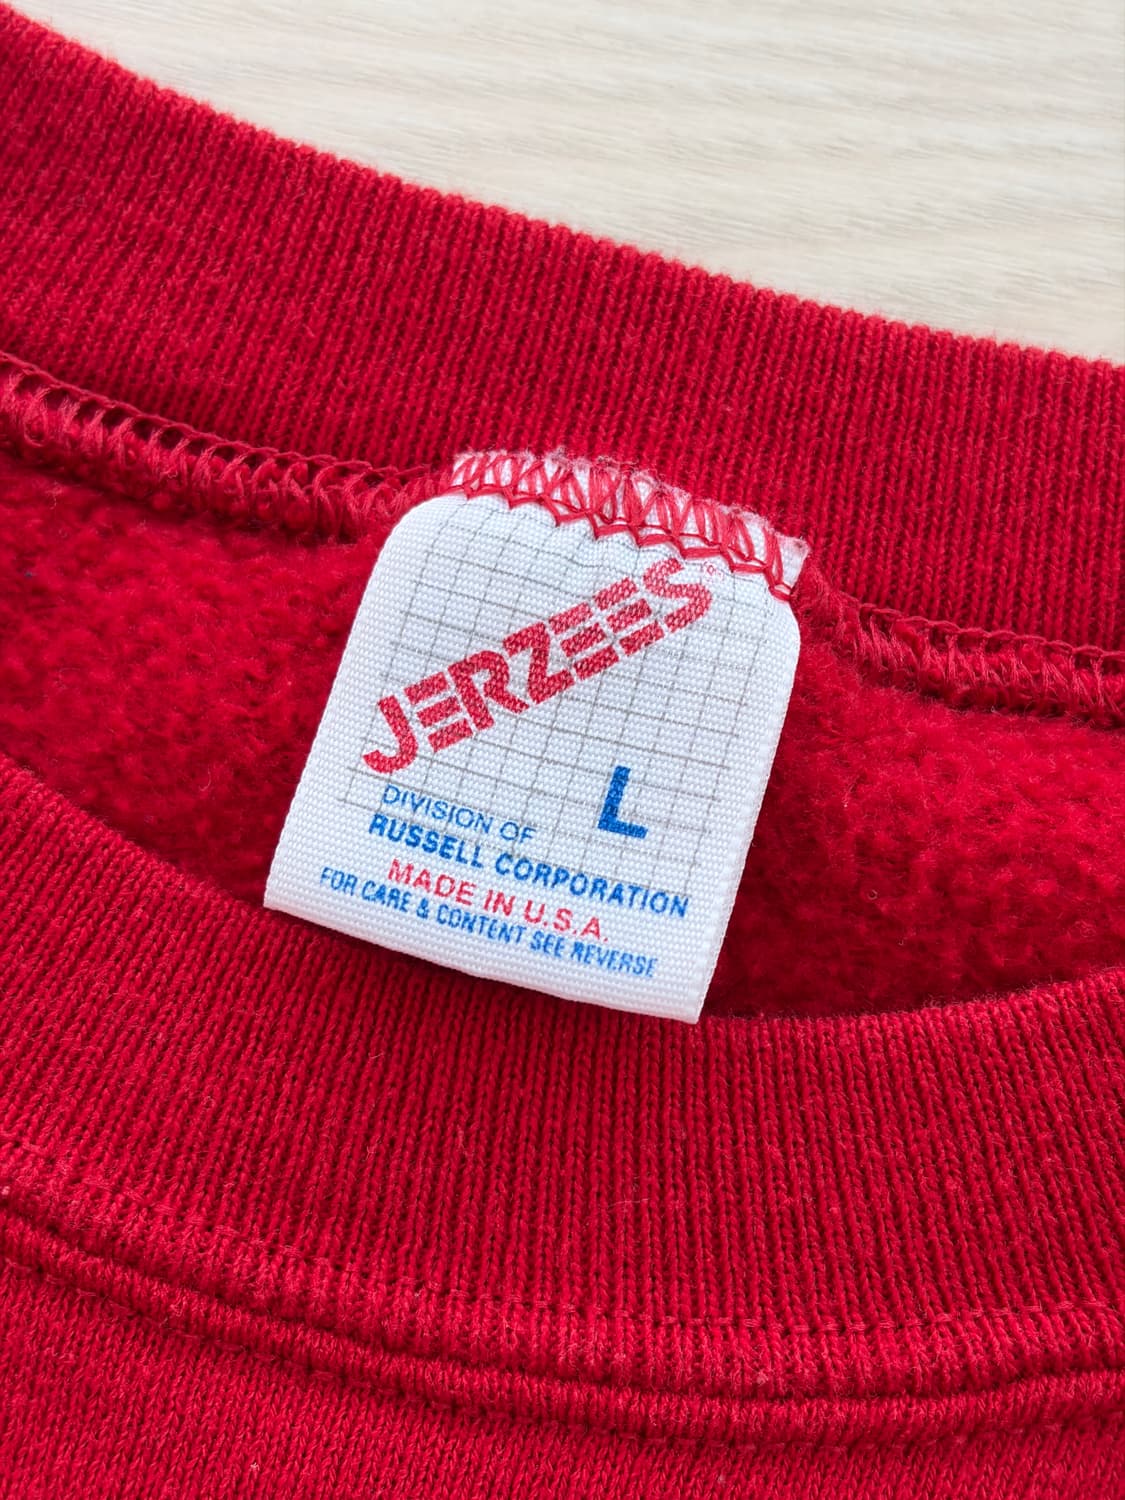 JERZEES®
L
DIVISION OF
RUSSELL CORPORATION
MADE IN U.S.A.
FOR CARE & CONTENT SEE REVERSE